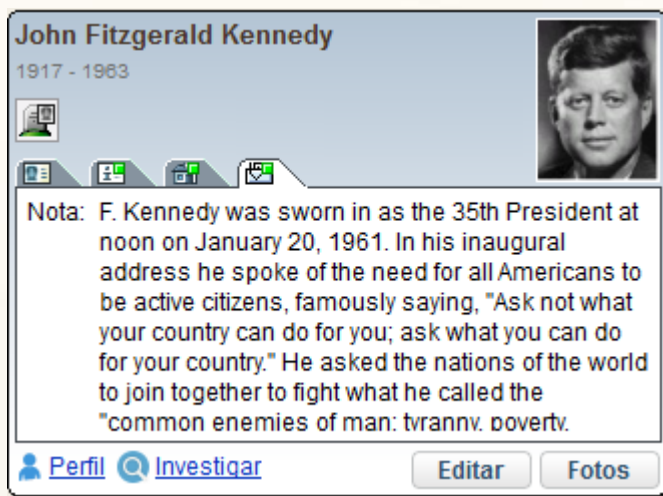 John Fitzgerald Kennedy
1917 - 1963
Nota: F. Kennedy was sworn in as the 35th President at
noon on January 20, 1961. In his inaugural
address he spoke of the need for all Americans to
be active citizens, famously saying, "Ask not what
your country can do for you; ask what you can do
for your country." He asked the nations of the world
to join together to fight what he called the
"common enemies of man: tyranny, poverty,
Perfil Investigar Editar Fotos